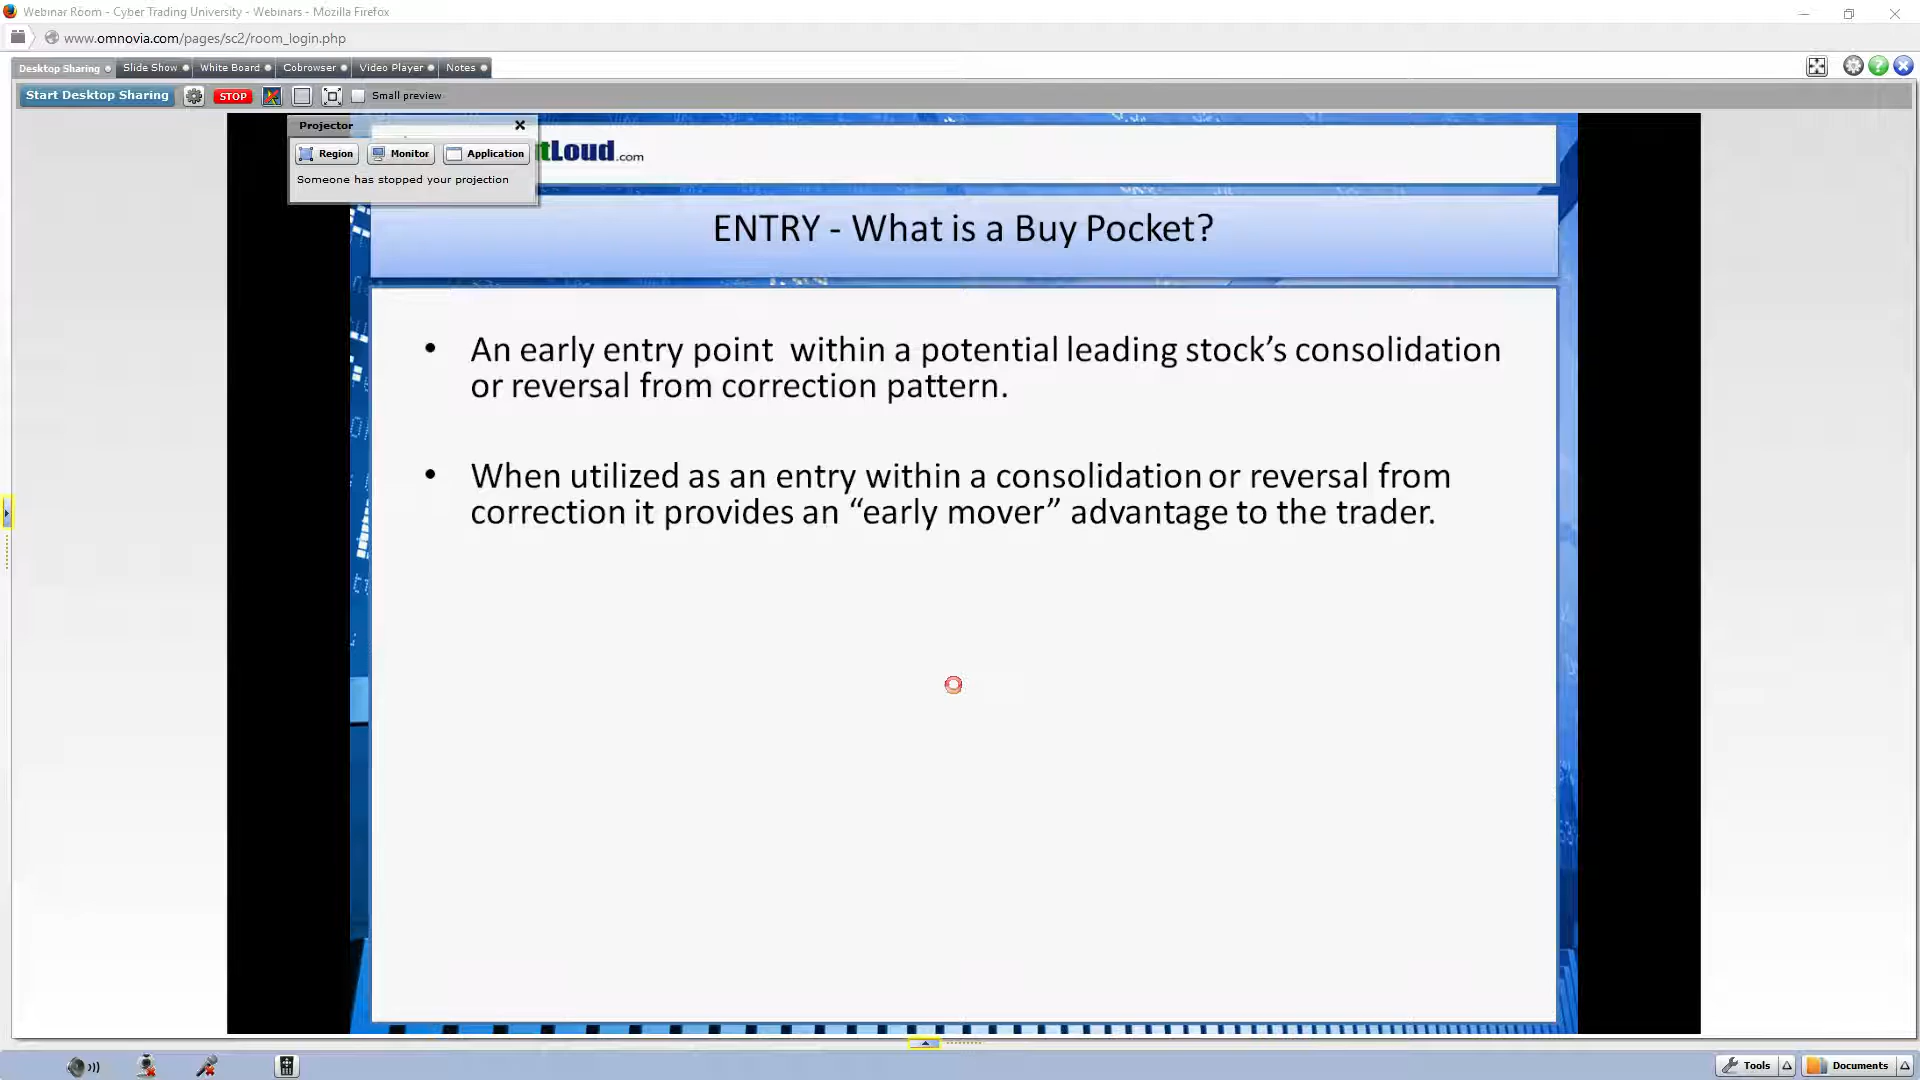 Webinar Room - Cyber Trading University - Webinars - Mozilla Firefox
www.omnovia.com/pages/sc2/room_login.php
Desktop Sharing Slide Show White Board Cobrowser Video Player Notes
Start Desktop Sharing STOP Small preview
Projector
Region Monitor Application
Someone has stopped your projection
tLoud.com
ENTRY - What is a Buy Pocket?
• An early entry point within a potential leading stock’s consolidation
or reversal from correction pattern.
• When utilized as an entry within a consolidation or reversal from
correction it provides an “early mover” advantage to the trader.
Tools Documents